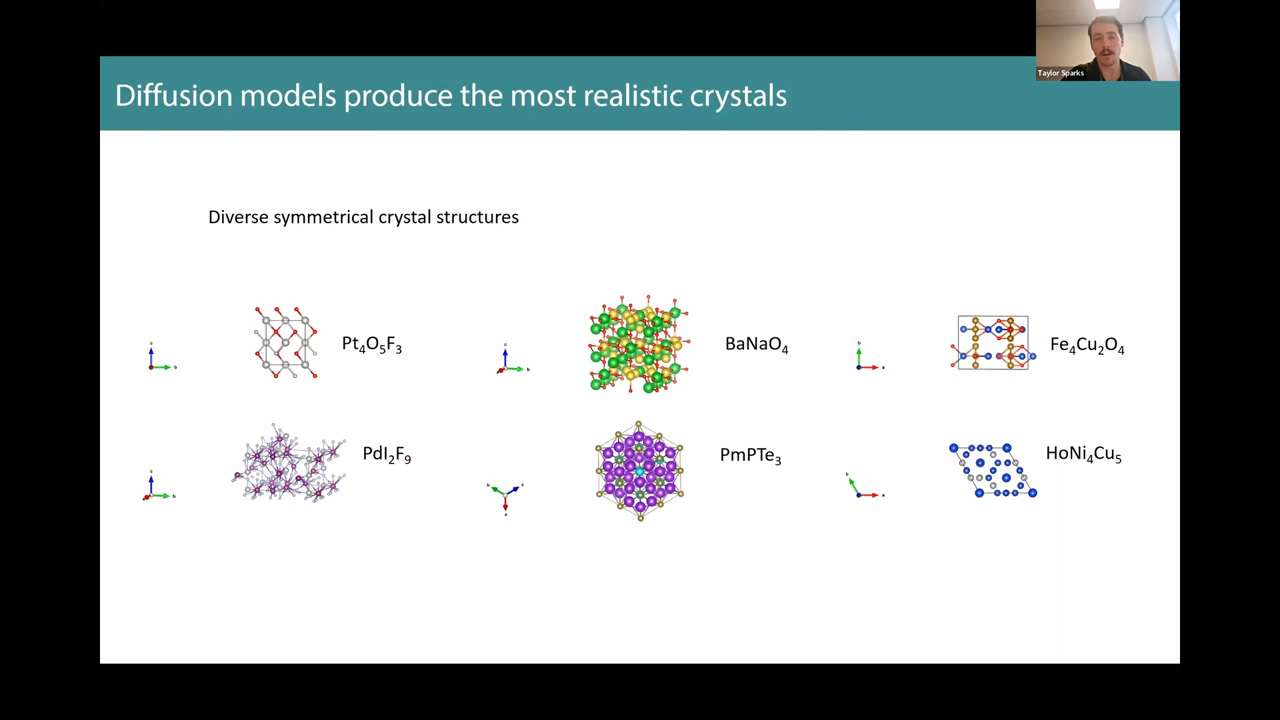 Taylor Sparks
Diffusion models produce the most realistic crystals
Diverse symmetrical crystal structures
Pt₄O₅F₃
BaNaO₄
Fe₄Cu₂O₄
PdI₂F₉
PmPTe₃
HoNi₄Cu₅